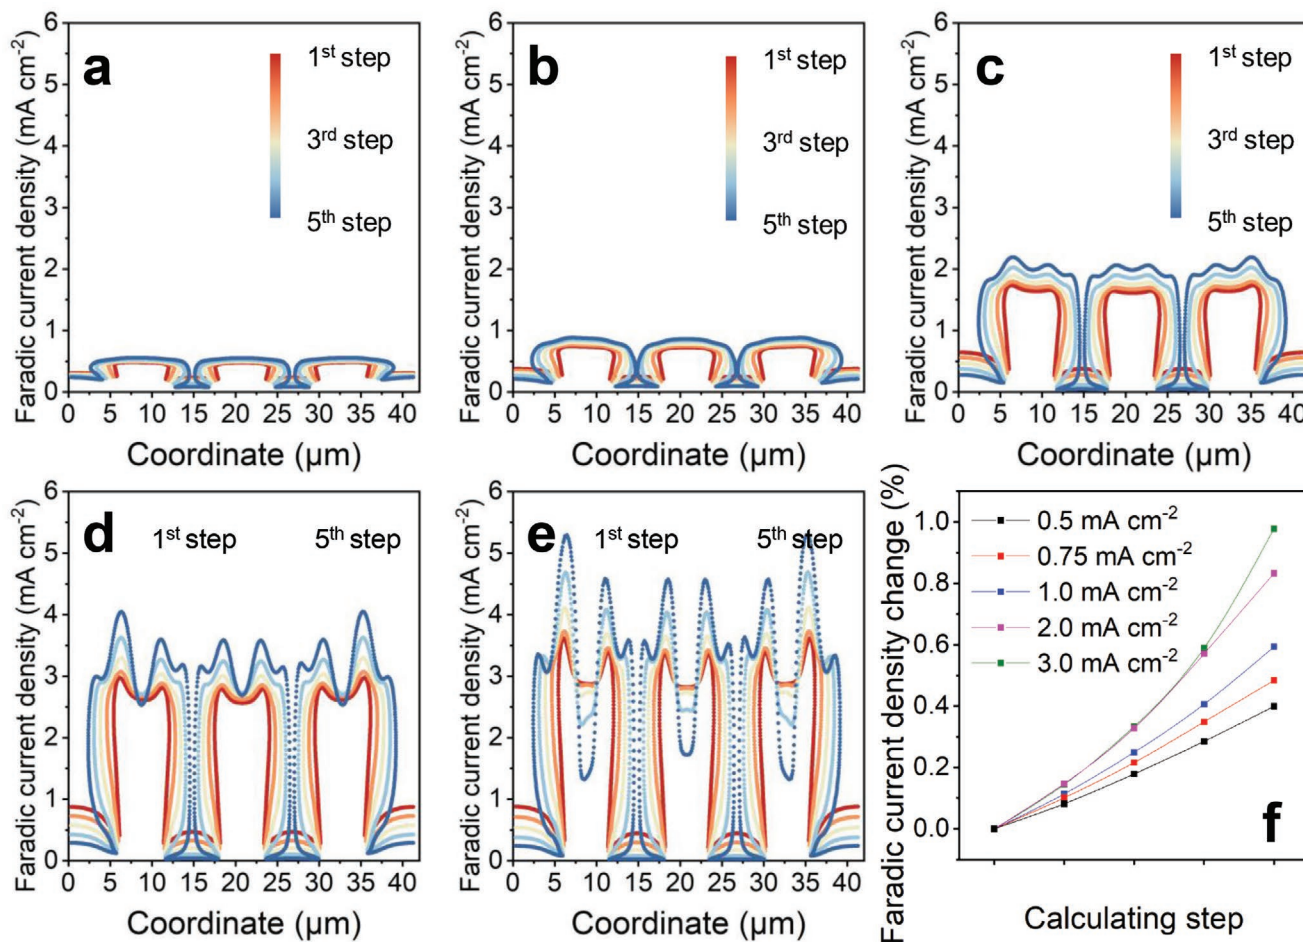 a
Faradic current density (mA cm-2)
6
5
4
3
2
1
0
1st step
3rd step
5th step
0 5 10 15 20 25 30 35 40
Coordinate (μm)
b
Faradic current density (mA cm-2)
6
5
4
3
2
1
0
1st step
3rd step
5th step
0 5 10 15 20 25 30 35 40
Coordinate (μm)
c
Faradic current density (mA cm-2)
6
5
4
3
2
1
0
1st step
3rd step
5th step
0 5 10 15 20 25 30 35 40
Coordinate (μm)
d
Faradic current density (mA cm-2)
6
5
4
3
2
1
0
1st step 5th step
0 5 10 15 20 25 30 35 40
Coordinate (μm)
e
Faradic current density (mA cm-2)
6
5
4
3
2
1
0
1st step 5th step
0 5 10 15 20 25 30 35 40
Coordinate (μm)
Faradic current density change (%)
1.0
0.8
0.6
0.4
0.2
0.0
0.5 mA cm-2
0.75 mA cm-2
1.0 mA cm-2
2.0 mA cm-2
3.0 mA cm-2
f
Calculating step